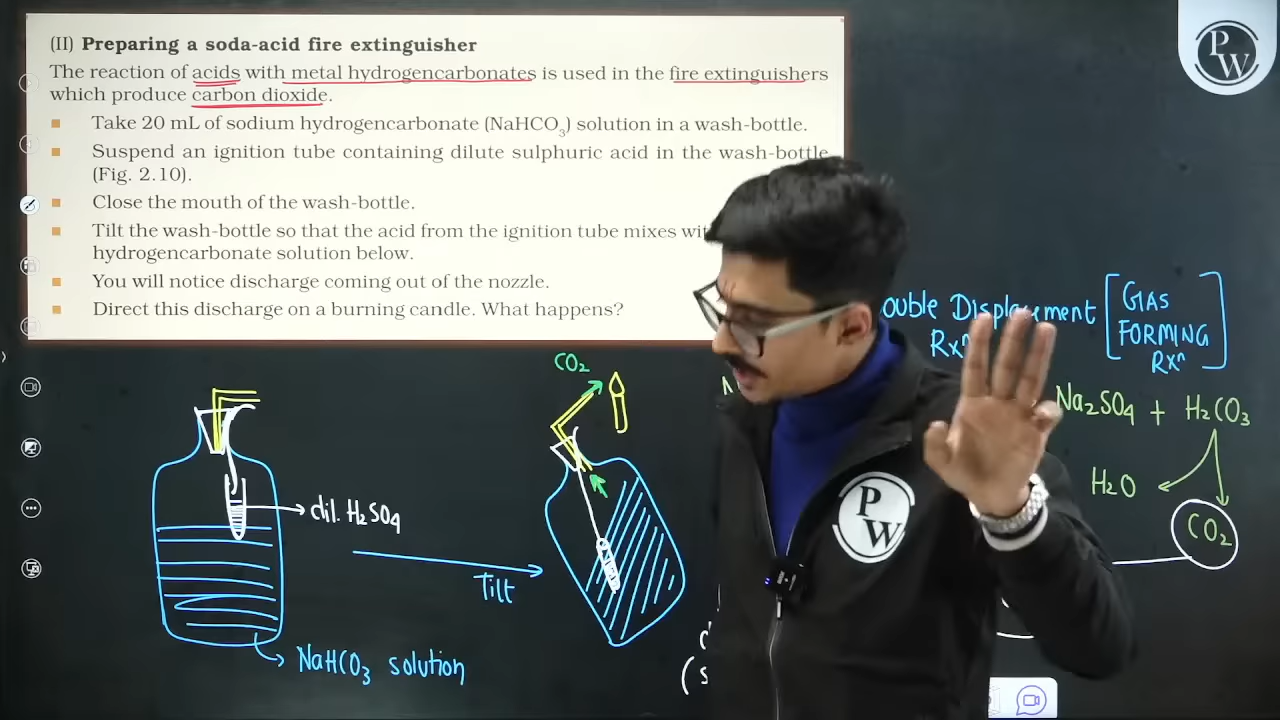 (II) Preparing a soda-acid fire extinguisher
The reaction of acids with metal hydrogencarbonates is used in the fire extinguishers
which produce carbon dioxide.
Take 20 mL of sodium hydrogencarbonate (NaHCO3) solution in a wash-bottle.
Suspend an ignition tube containing dilute sulphuric acid in the wash-bottle
(Fig. 2.10).
Close the mouth of the wash-bottle.
Tilt the wash-bottle so that the acid from the ignition tube mixes
hydrogencarbonate solution below.
You will notice discharge coming out of the nozzle.
Direct this discharge on a burning candle. What happens?
PW
Displacement
Rxn
[GAS
FORMING
Rxn]
CO2
Na2SO4 + H2CO3
H2O
CO2
dil. H2SO4
Tilt
NaHCO3 solution
PW